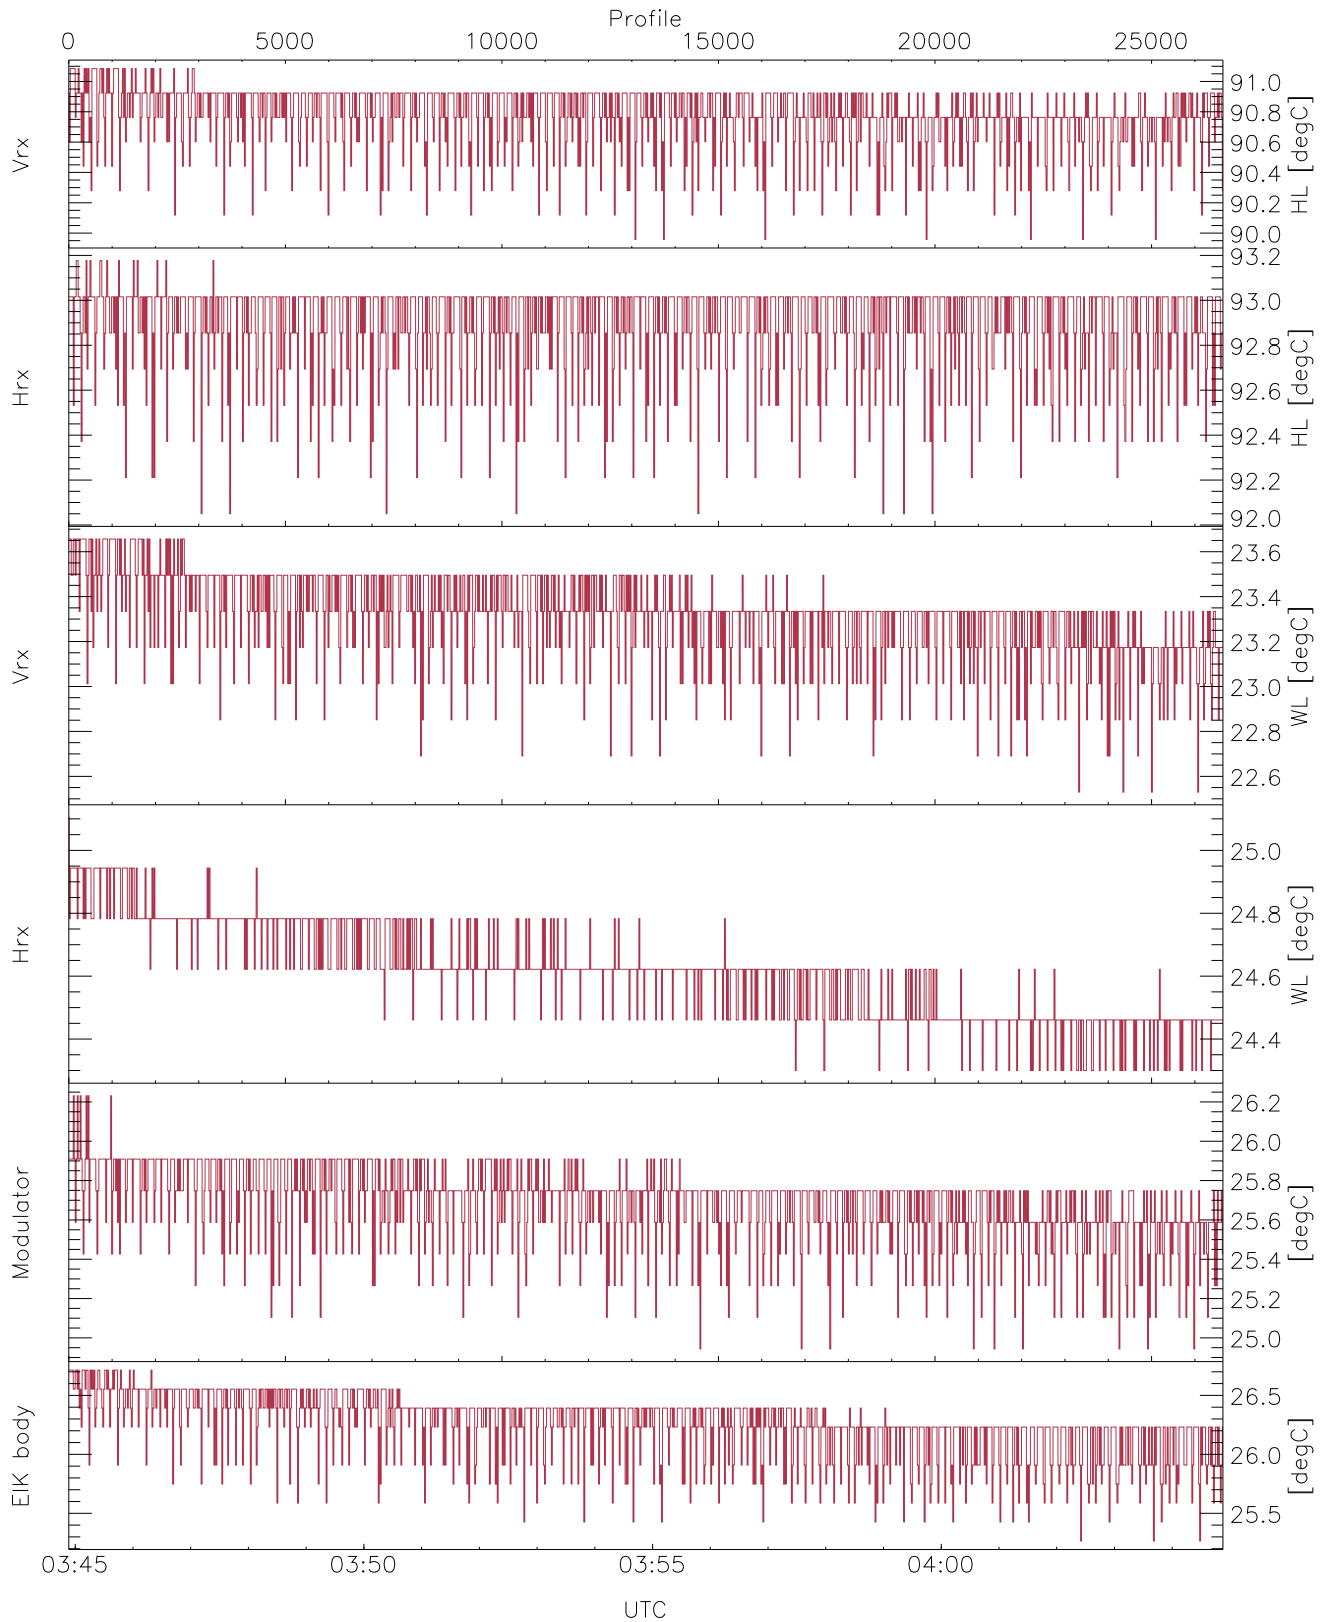 Profile
0 5000 10000 15000 20000 25000
Vrx
91.0
90.8
90.6
90.4
90.2
90.0
HL [degC]
Hrx
93.2
93.0
92.8
92.6
92.4
92.2
92.0
HL [degC]
Vrx
23.6
23.4
23.2
23.0
22.8
22.6
WL [degC]
Hrx
25.0
24.8
24.6
24.4
WL [degC]
Modulator
26.2
26.0
25.8
25.6
25.4
25.2
25.0
[degC]
EIK body
26.5
26.0
25.5
[degC]
03:45 03:50 03:55 04:00
UTC